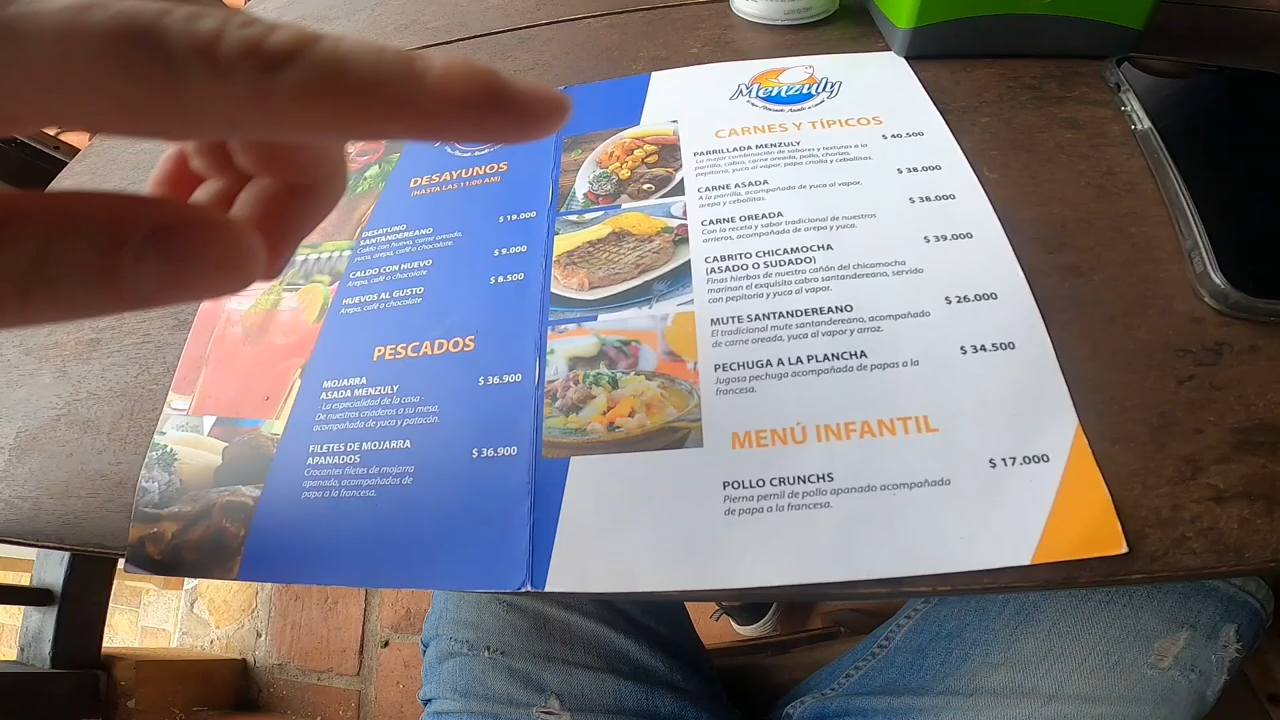 DESAYUNOS
(HASTA LAS 11:00 AM)
DESAYUNO
SANTANDEREANO
$ 19.000
Caldo con huevo, carne oreada,
yuca, arepa, café o chocolate.
CALDO CON HUEVO
$ 9.000
Arepa, café o chocolate
HUEVOS AL GUSTO
$ 8.500
Arepa, café o chocolate
PESCADOS
MOJARRA
ASADA MENZULY
$ 36.900
- La especialidad de la casa -
De nuestros criaderos a su mesa,
acompañada de yuca y patacón.
FILETES DE MOJARRA
APANADOS
$ 36.900
Crocantes filetes de mojarra
apanado, acompañados de
papa a la francesa.
Menzuly
CARNES Y TÍPICOS
PARRILLADA MENZULY
$ 40.500
La mejor combinación de sabores y texturas a la
parrilla, cabro, carne oreada, pollo, chorizo,
pepitoria, yuca al vapor, papa criolla y cebollitas.
CARNE ASADA
$ 38.000
A la parrilla, acompañada de yuca al vapor,
arepa y cebollitas.
CARNE OREADA
$ 38.000
Con la receta y sabor tradicional de nuestros
arrieros, acompañada de arepa y yuca.
CABRITO CHICAMOCHA
(ASADO O SUDADO)
$ 39.000
Finas hierbas de nuestro cañón del chicamocha
marinan el exquisito cabro santandereano, servido
con pepitoria y yuca al vapor.
MUTE SANTANDEREANO
$ 26.000
El tradicional mute santandereano, acompañado
de carne oreada, yuca al vapor y arroz.
PECHUGA A LA PLANCHA
$ 34.500
Jugosa pechuga acompañada de papas a la
francesa.
MENÚ INFANTIL
POLLO CRUNCHS
$ 17.000
Pierna pernil de pollo apanado acompañada
de papa a la francesa.